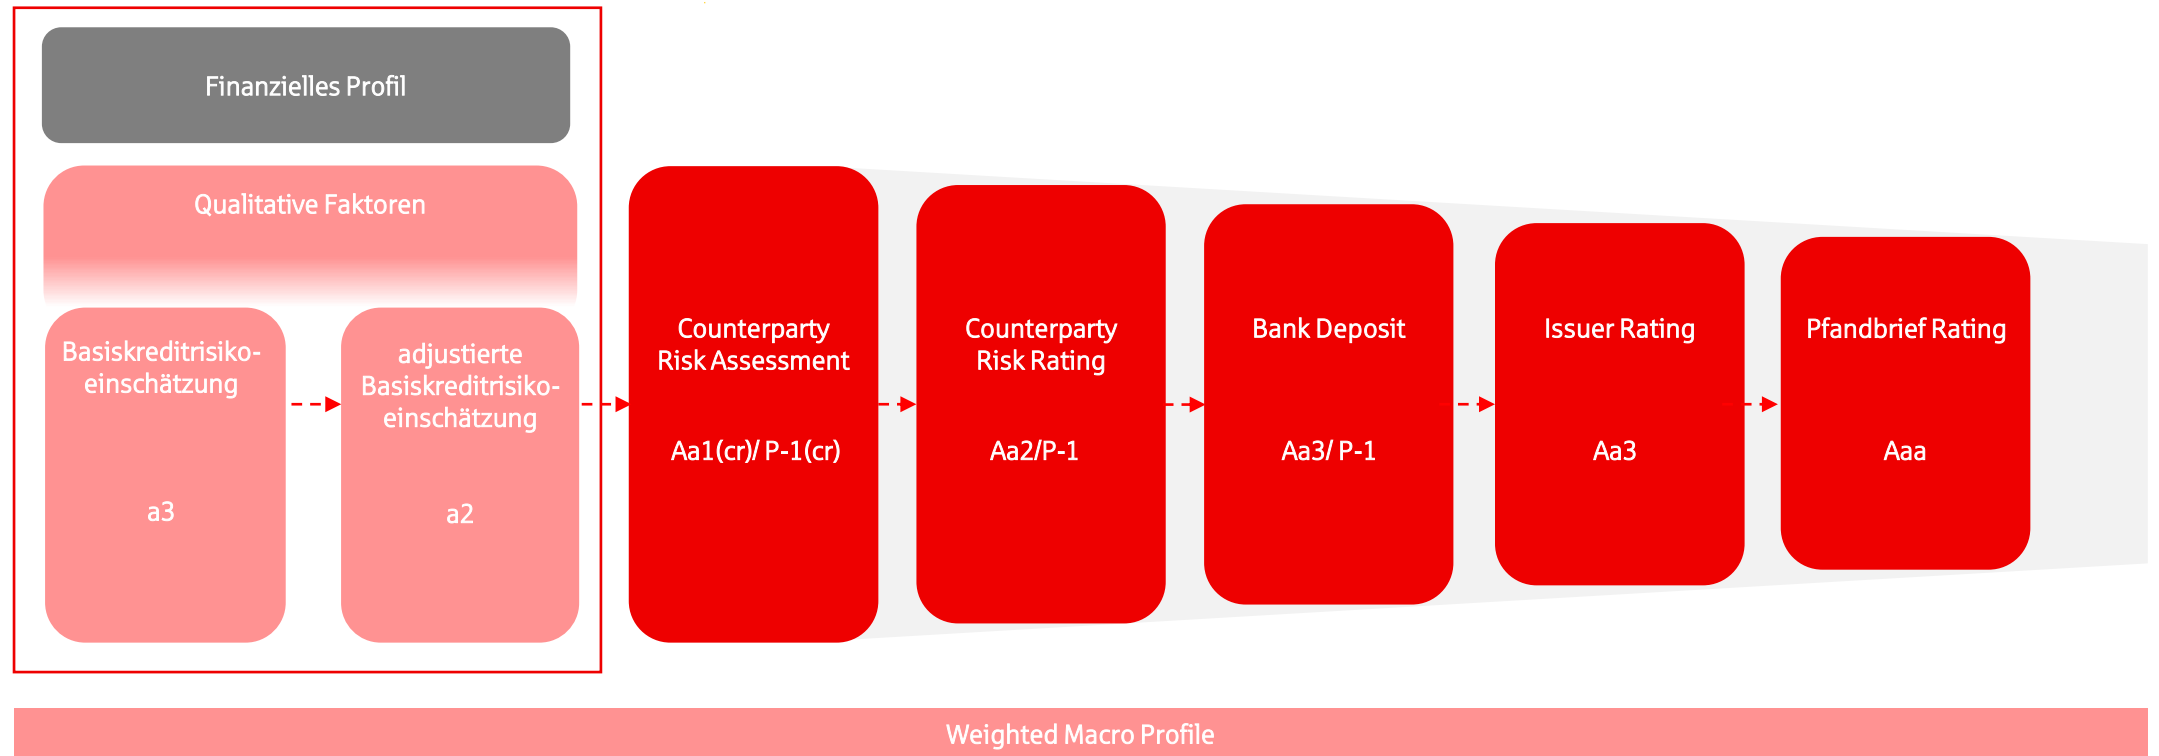 Finanzielles Profil
Qualitative Faktoren
Basiskreditrisiko-
einschätzung
a3
adjustierte
Basiskreditrisiko-
einschätzung
a2
Counterparty
Risk Assessment
Aa1(cr)/ P-1(cr)
Counterparty
Risk Rating
Aa2/P-1
Bank Deposit
Aa3/ P-1
Issuer Rating
Aa3
Pfandbrief Rating
Aaa
Weighted Macro Profile